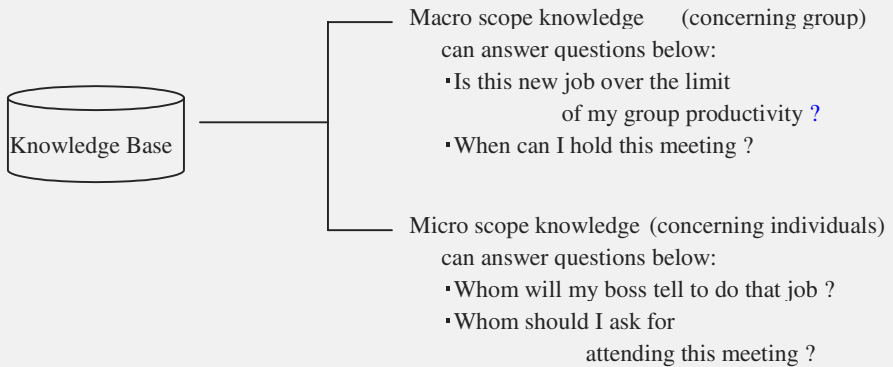 Knowledge Base
Macro scope knowledge (concerning group)
can answer questions below:
▪Is this new job over the limit
of my group productivity ?
▪When can I hold this meeting ?
Micro scope knowledge (concerning individuals)
can answer questions below:
▪Whom will my boss tell to do that job ?
▪Whom should I ask for
attending this meeting ?